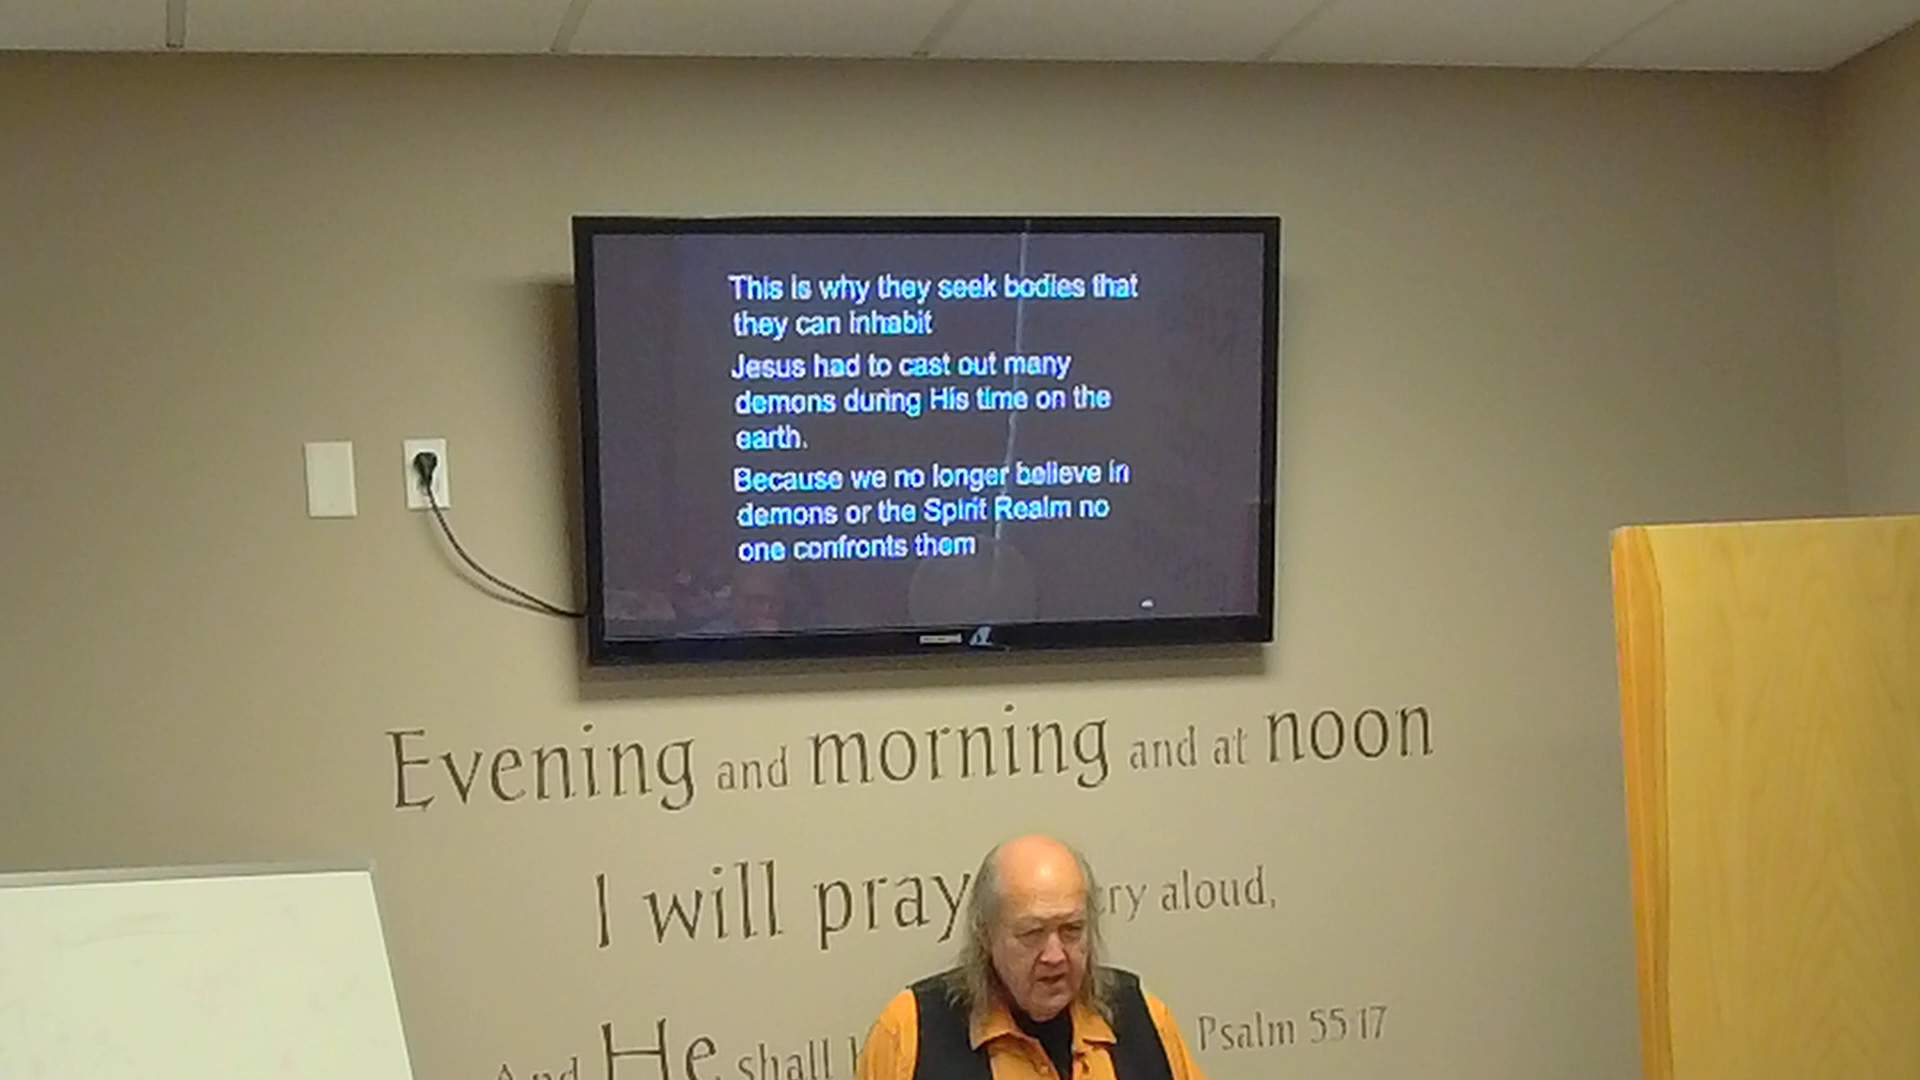 This is why they seek bodies that
they can inhabit
Jesus had to cast out many
demons during His time on the
earth.
Because we no longer believe in
demons or the Spirit Realm no
one confronts them
Evening and morning and at noon
I will pray cry aloud,
And He shall
Psalm 55 17